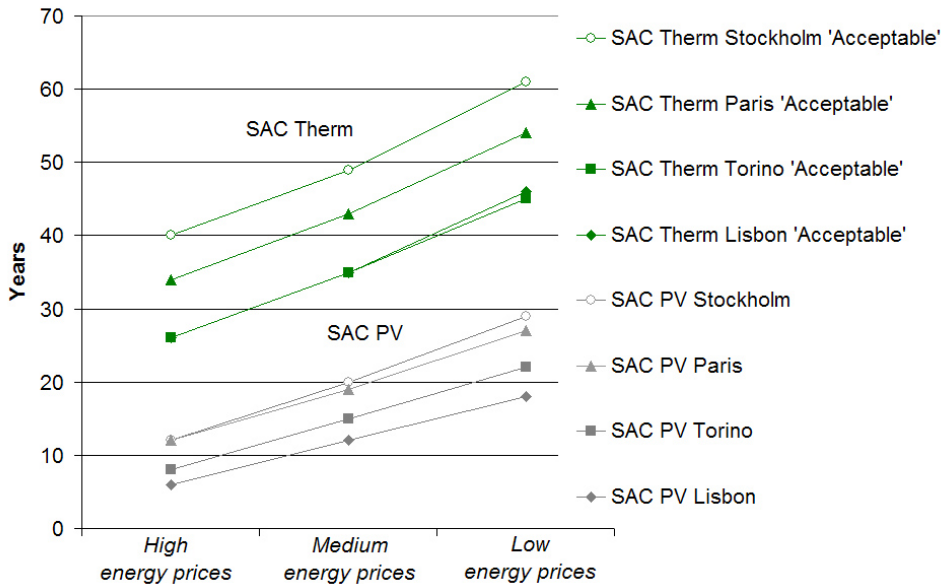 70
60
50
40
30
20
10
0
Years
SAC Therm
SAC PV
High
energy prices
Medium
energy prices
Low
energy prices
SAC Therm Stockholm 'Acceptable'
SAC Therm Paris 'Acceptable'
SAC Therm Torino 'Acceptable'
SAC Therm Lisbon 'Acceptable'
SAC PV Stockholm
SAC PV Paris
SAC PV Torino
SAC PV Lisbon